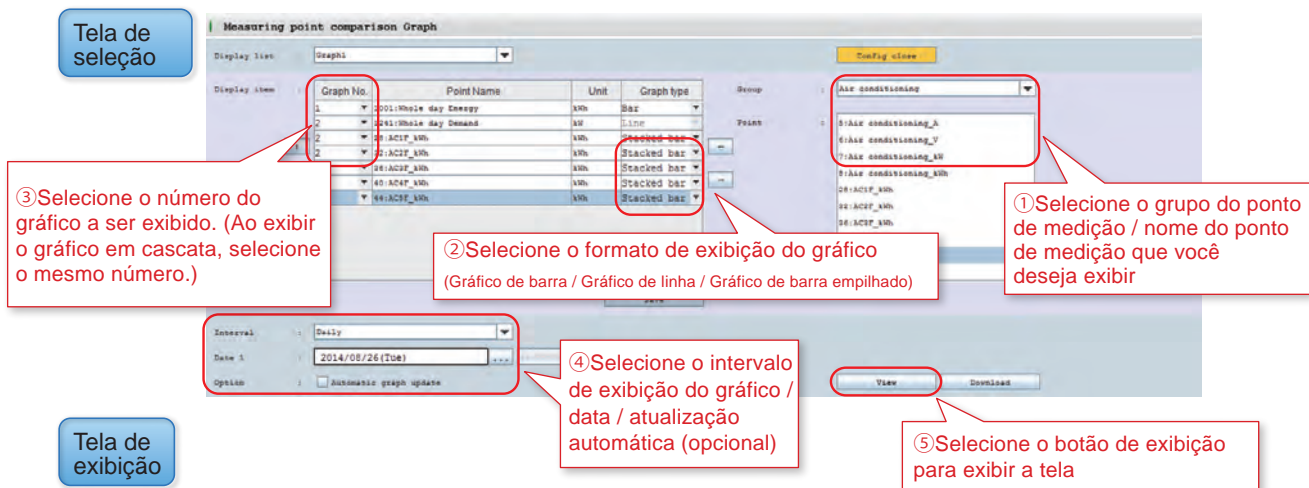 Tela de
seleção
Measuring point comparison Graph
Display list : Graph1
Config close
Display item : Graph No. Point Name Unit Graph type
Group : Air conditioning
1 2001:Whole day Energy kWh Bar
2 2241:Whole day Demand kW Line
2 28:AC1F_kWh kWh Stacked bar
2 32:AC2F_kWh kWh Stacked bar
36:AC3F_kWh kWh Stacked bar
40:AC4F_kWh kWh Stacked bar
44:AC5F_kWh kWh Stacked bar
Point :
5:Air conditioning_A
6:Air conditioning_V
7:Air conditioning_kW
8:Air conditioning_kWh
28:AC1F_kWh
32:AC2F_kWh
36:AC3F_kWh
③Selecione o número do
gráfico a ser exibido. (Ao exibir
o gráfico em cascata, selecione
o mesmo número.)
②Selecione o formato de exibição do gráfico
(Gráfico de barra / Gráfico de linha / Gráfico de barra empilhado)
①Selecione o grupo do ponto
de medição / nome do ponto
de medição que você
deseja exibir
Interval : Daily
Date 1 : 2014/08/26(Tue) ...
Option : Automatic graph update
View Download
④Selecione o intervalo
de exibição do gráfico /
data / atualização
automática (opcional)
⑤Selecione o botão de exibição
para exibir a tela
Tela de
exibição